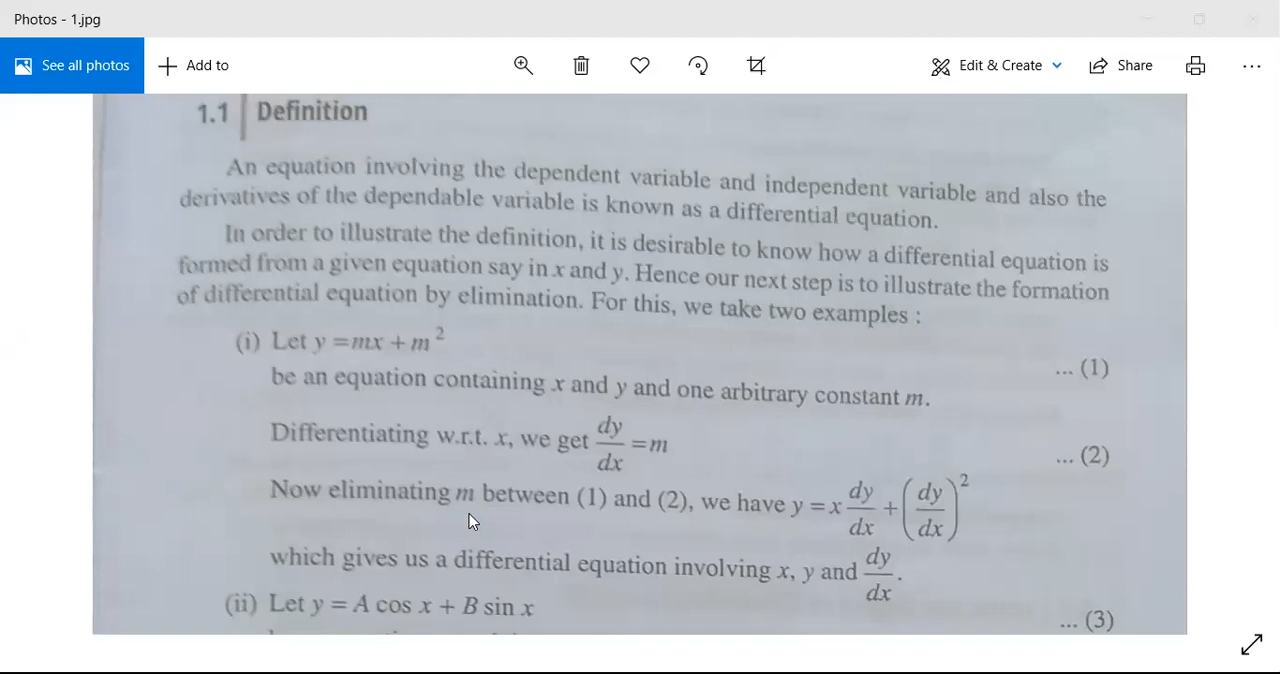 Photos - 1.jpg
See all photos
Add to
Edit & Create
Share
1.1 Definition
An equation involving the dependent variable and independent variable and also the
derivatives of the dependable variable is known as a differential equation.
In order to illustrate the definition, it is desirable to know how a differential equation is
formed from a given equation say in x and y. Hence our next step is to illustrate the formation
of differential equation by elimination. For this, we take two examples :
(i) Let y = mx + m²
... (1)
be an equation containing x and y and one arbitrary constant m.
Differentiating w.r.t. x, we get dy/dx = m
... (2)
Now eliminating m between (1) and (2), we have y = x dy/dx + (dy/dx)²
which gives us a differential equation involving x, y and dy/dx.
(ii) Let y = A cos x + B sin x
... (3)